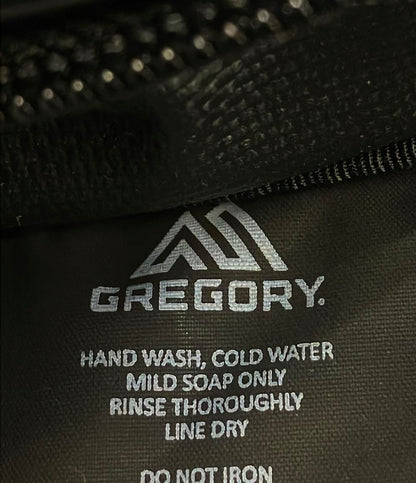 GREGORY.
HAND WASH, COLD WATER
MILD SOAP ONLY
RINSE THOROUGHLY
LINE DRY
DO NOT IRON